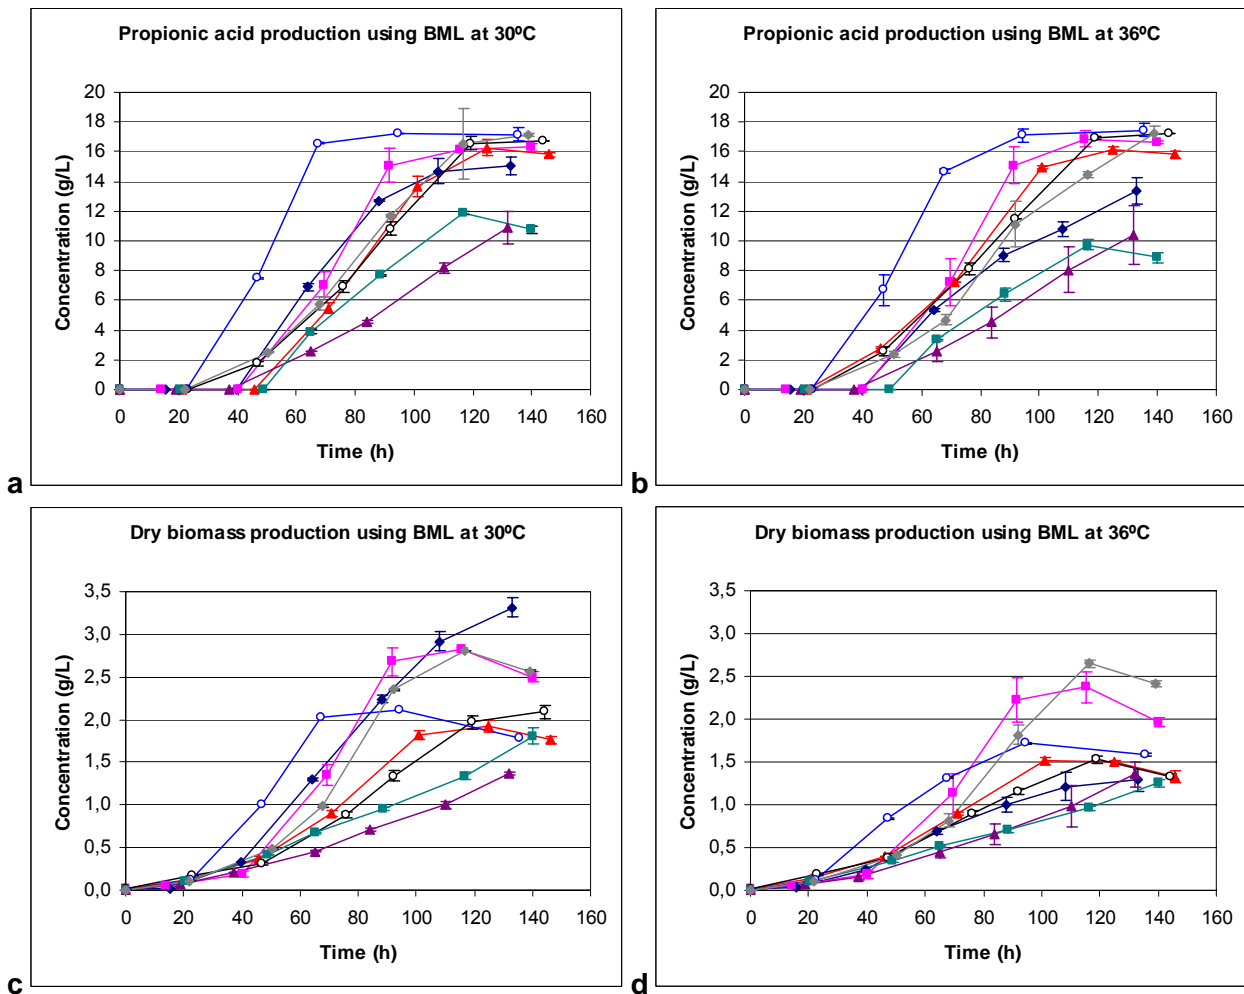 Propionic acid production using BML at 30ºC
Concentration (g/L)
20
18
16
14
12
10
8
6
4
2
0
0 20 40 60 80 100 120 140 160
Time (h)
a
Propionic acid production using BML at 36ºC
Concentration (g/L)
20
18
16
14
12
10
8
6
4
2
0
0 20 40 60 80 100 120 140 160
Time (h)
b
Dry biomass production using BML at 30ºC
Concentration (g/L)
3,5
3,0
2,5
2,0
1,5
1,0
0,5
0,0
0 20 40 60 80 100 120 140 160
Time (h)
c
Dry biomass production using BML at 36ºC
Concentration (g/L)
3,5
3,0
2,5
2,0
1,5
1,0
0,5
0,0
0 20 40 60 80 100 120 140 160
Time (h)
d